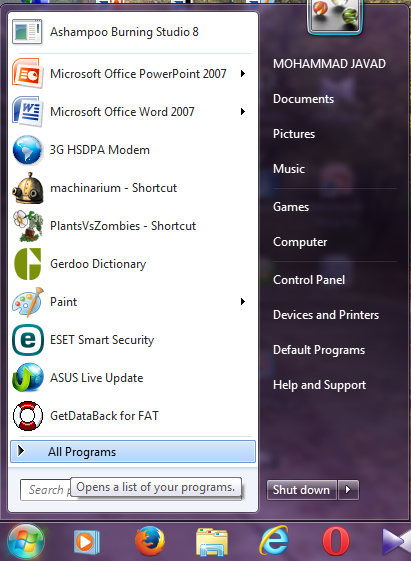 Ashampoo Burning Studio 8
Microsoft Office PowerPoint 2007
Microsoft Office Word 2007
3G HSDPA Modem
machinarium - Shortcut
PlantsVsZombies - Shortcut
Gerdoo Dictionary
Paint
ESET Smart Security
ASUS Live Update
GetDataBack for FAT
All Programs
Search
Opens a list of your programs.
MOHAMMAD JAVAD
Documents
Pictures
Music
Games
Computer
Control Panel
Devices and Printers
Default Programs
Help and Support
Shut down